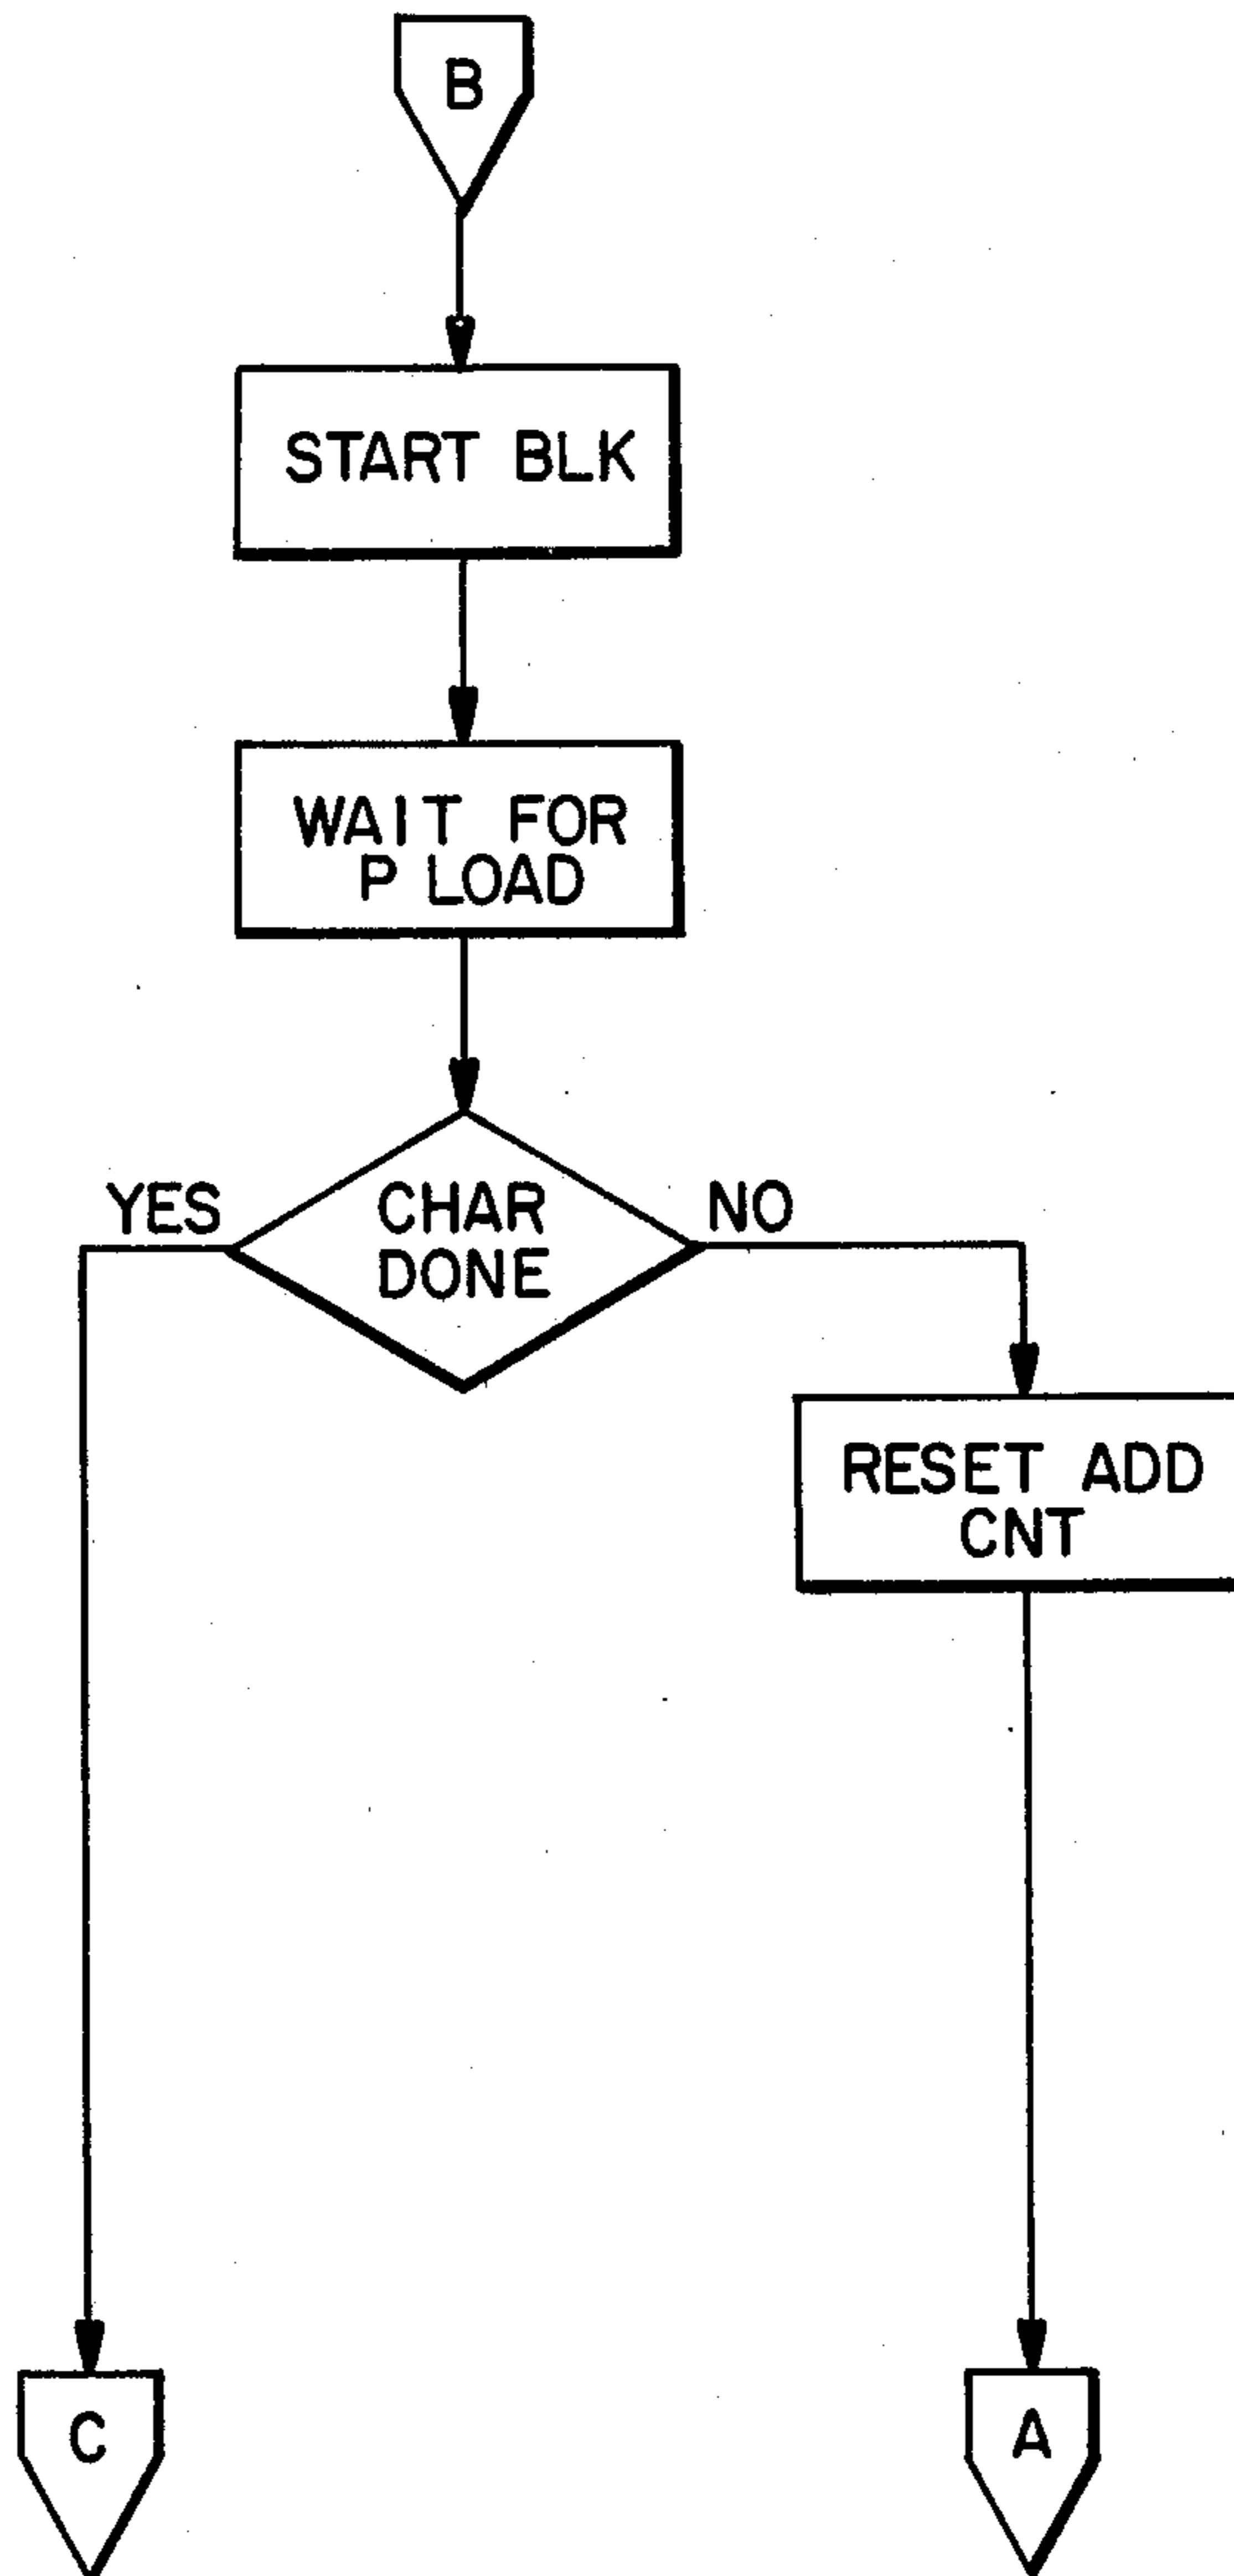 B
START BLK
WAIT FOR
P LOAD
YES
CHAR
DONE
NO
RESET ADD
CNT
C
A